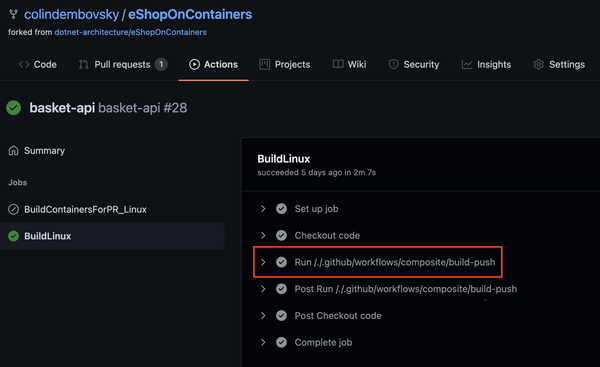 colindembovsky / eShopOnContainers
forked from dotnet-architecture/eShopOnContainers
Code Pull requests 1 Actions Projects Wiki Security Insights Settings
basket-api basket-api #28
Summary
Jobs
BuildContainersForPR_Linux
BuildLinux
BuildLinux
succeeded 5 days ago in 2m 7s
Set up job
Checkout code
Run /./.github/workflows/composite/build-push
Post Run /./.github/workflows/composite/build-push
Post Checkout code
Complete job